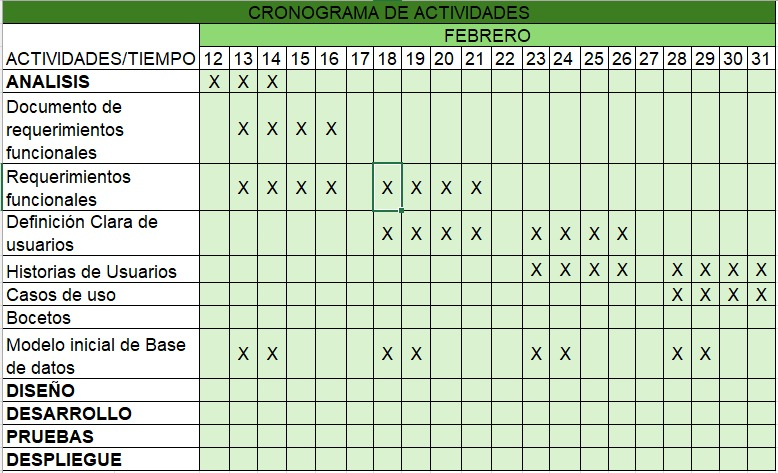 CRONOGRAMA DE ACTIVIDADES
FEBRERO
ACTIVIDADES/TIEMPO 12 13 14 15 16 17 18 19 20 21 22 23 24 25 26 27 28 29 30 31
ANALISIS X X X
Documento de
requerimientos X X X X
funcionales
Requerimientos
funcionales X X X X X X X X
Definición Clara de
usuarios X X X X X X X X
Historias de Usuarios X X X X X X X X
Casos de uso X X X X
Bocetos
Modelo inicial de Base
de datos X X X X X X X X
DISEÑO
DESARROLLO
PRUEBAS
DESPLIEGUE